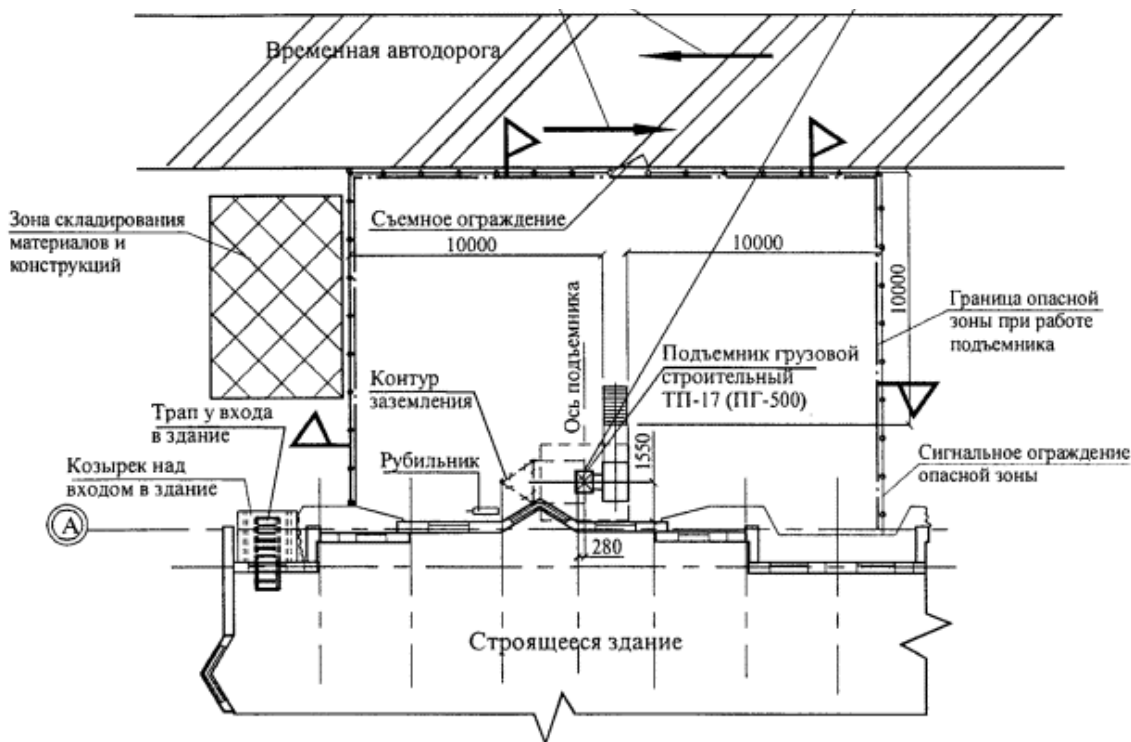 Временная автодорога
Съемное ограждение
10000
10000
10000
Зона складирования
материалов и
конструкций
Граница опасной
зоны при работе
подъемника
Ось подъемника
Подъемник грузовой
строительный
ТП-17 (ПГ-500)
Контур
заземления
Трап у входа
в здание
Рубильник
1550
Козырек над
входом в здание
Сигнальное ограждение
опасной зоны
А
280
Строящееся здание